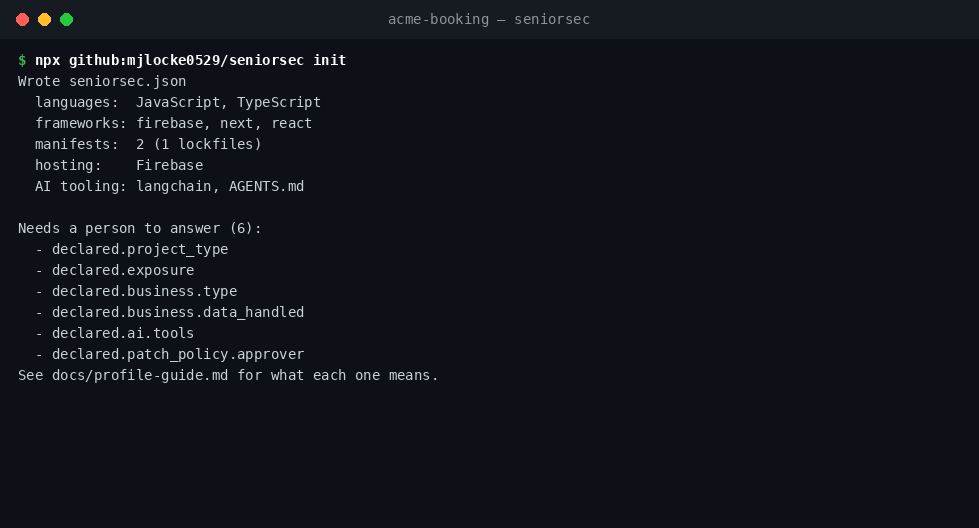 acme-booking — seniorsec
$ npx github:mjlocke0529/seniorsec init
Wrote seniorsec.json
  languages:  JavaScript, TypeScript
  frameworks: firebase, next, react
  manifests:  2 (1 lockfiles)
  hosting:    Firebase
  AI tooling: langchain, AGENTS.md

Needs a person to answer (6):
  - declared.project_type
  - declared.exposure
  - declared.business.type
  - declared.business.data_handled
  - declared.ai.tools
  - declared.patch_policy.approver
See docs/profile-guide.md for what each one means.